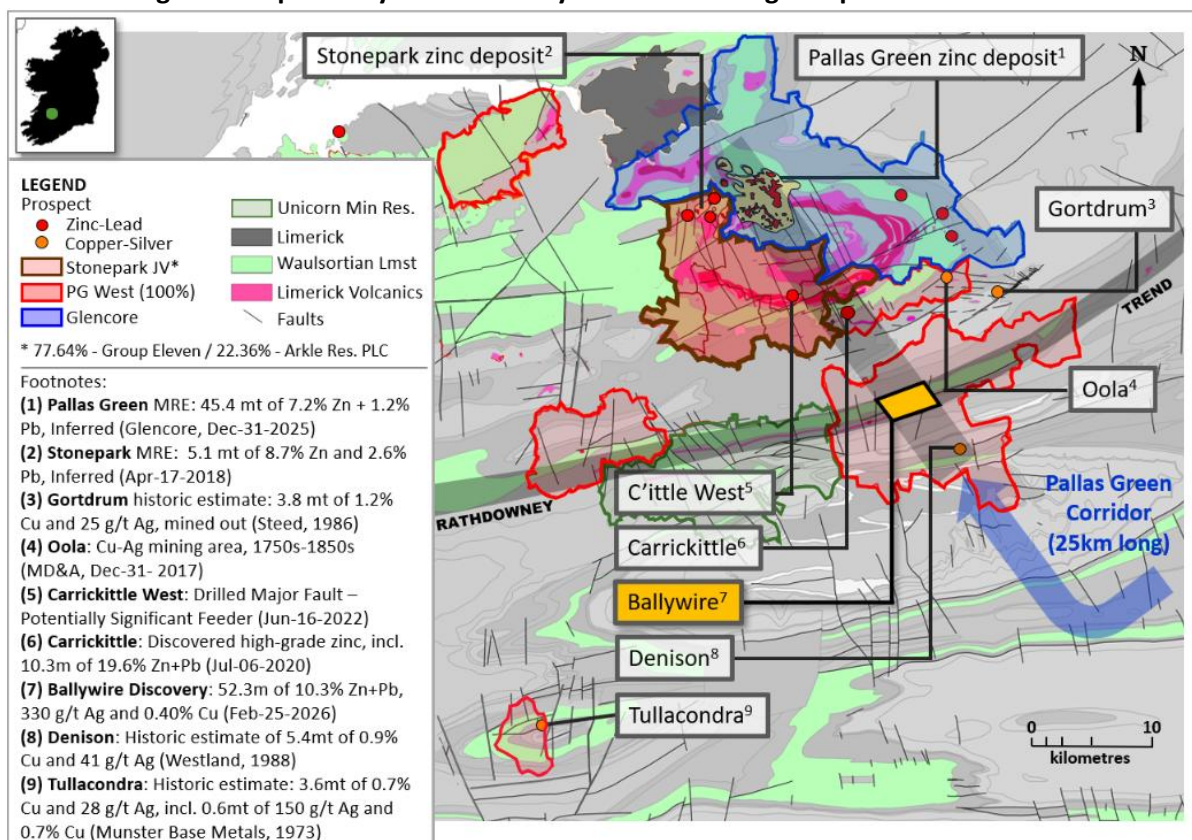 Stonepark zinc deposit2
Pallas Green zinc deposit1
N
Gortdrum3
LEGEND
Prospect
Zinc-Lead
Copper-Silver
Stonepark JV*
PG West (100%)
Glencore
Unicorn Min Res.
Limerick
Waulsortian Lmst
Limerick Volcanics
Faults
* 77.64% - Group Eleven / 22.36% - Arkle Res. PLC
Footnotes:
(1) Pallas Green MRE: 45.4 mt of 7.2% Zn + 1.2%
Pb, Inferred (Glencore, Dec-31-2025)
(2) Stonepark MRE: 5.1 mt of 8.7% Zn and 2.6%
Pb, Inferred (Apr-17-2018)
(3) Gortdrum historic estimate: 3.8 mt of 1.2%
Cu and 25 g/t Ag, mined out (Steed, 1986)
(4) Oola: Cu-Ag mining area, 1750s-1850s
(MD&A, Dec-31- 2017)
(5) Carrickittle West: Drilled Major Fault –
Potentially Significant Feeder (Jun-16-2022)
(6) Carrickittle: Discovered high-grade zinc, incl.
10.3m of 19.6% Zn+Pb (Jul-06-2020)
(7) Ballywire Discovery: 52.3m of 10.3% Zn+Pb,
330 g/t Ag and 0.40% Cu (Feb-25-2026)
(8) Denison: Historic estimate of 5.4mt of 0.9%
Cu and 41 g/t Ag (Westland, 1988)
(9) Tullacondra: Historic estimate: 3.6mt of 0.7%
Cu and 28 g/t Ag, incl. 0.6mt of 150 g/t Ag and
0.7% Cu (Munster Base Metals, 1973)
TREND
Oola4
RATHDOWNEY
C'ittle West5
Carrickittle6
Ballywire7
Denison8
Tullacondra9
Pallas Green
Corridor
(25km long)
0 10
kilometres